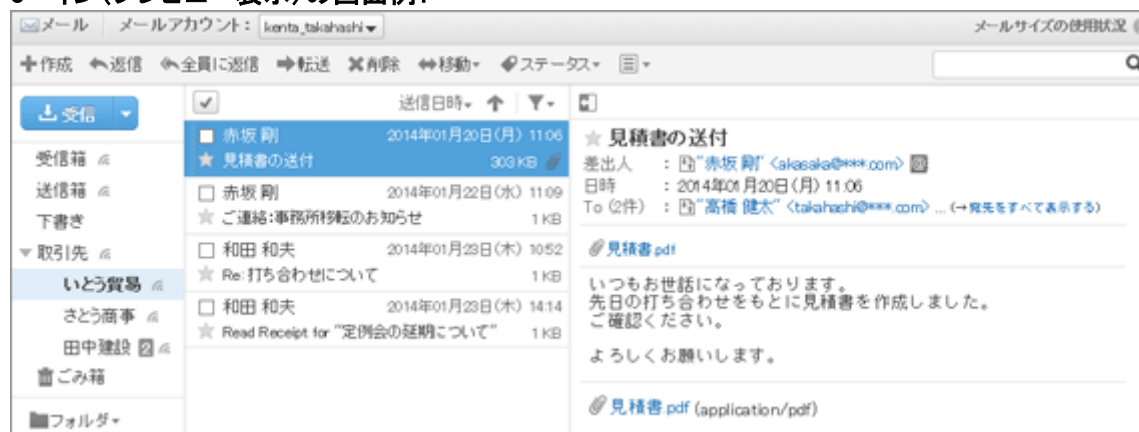 メール メールアカウント： kenta_takahashi メールサイズの使用状況
作成 返信 全員に返信 転送 削除 移動 ステータス
受信
受信箱
送信箱
下書き
取引先
いとう貿易
さとう商事
田中建設 2
ごみ箱
フォルダ
送信日時
赤坂 剛 2014年01月20日(月) 11:06
見積書の送付 303 KB
赤坂 剛 2014年01月22日(水) 11:09
ご連絡:事務所移転のお知らせ 1 KB
和田 和夫 2014年01月23日(木) 10:52
Re: 打ち合わせについて 1 KB
和田 和夫 2014年01月23日(木) 14:14
Read Receipt for "定例会の延期について" 1 KB
見積書の送付
差出人 ： "赤坂 剛" <akasaka@***.com>
日時 ： 2014年01月20日(月) 11:06
To (2件) ： "高橋 健太" <takahashi@***.com> ... (→宛先をすべて表示する)
見積書.pdf
いつもお世話になっております。
先日の打ち合わせをもとに見積書を作成しました。
ご確認ください。
よろしくお願いします。
見積書.pdf (application/pdf)